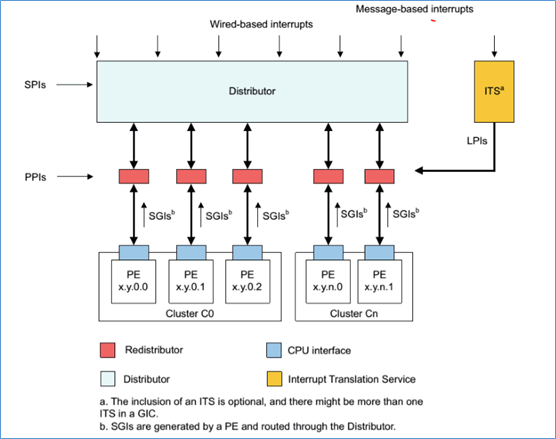 Message-based interrupts
Wired-based interrupts
SPIs
Distributor
ITSᵃ
LPIs
PPIs
SGIsᵇ SGIsᵇ SGIsᵇ SGIsᵇ SGIsᵇ
PE PE PE PE PE
x.y.0.0 x.y.0.1 x.y.0.2 x.y.n.0 x.y.n.1
Cluster C0 Cluster Cn
Redistributor CPU interface
Distributor Interrupt Translation Service
a. The inclusion of an ITS is optional, and there might be more than one
ITS in a GIC.
b. SGIs are generated by a PE and routed through the Distributor.